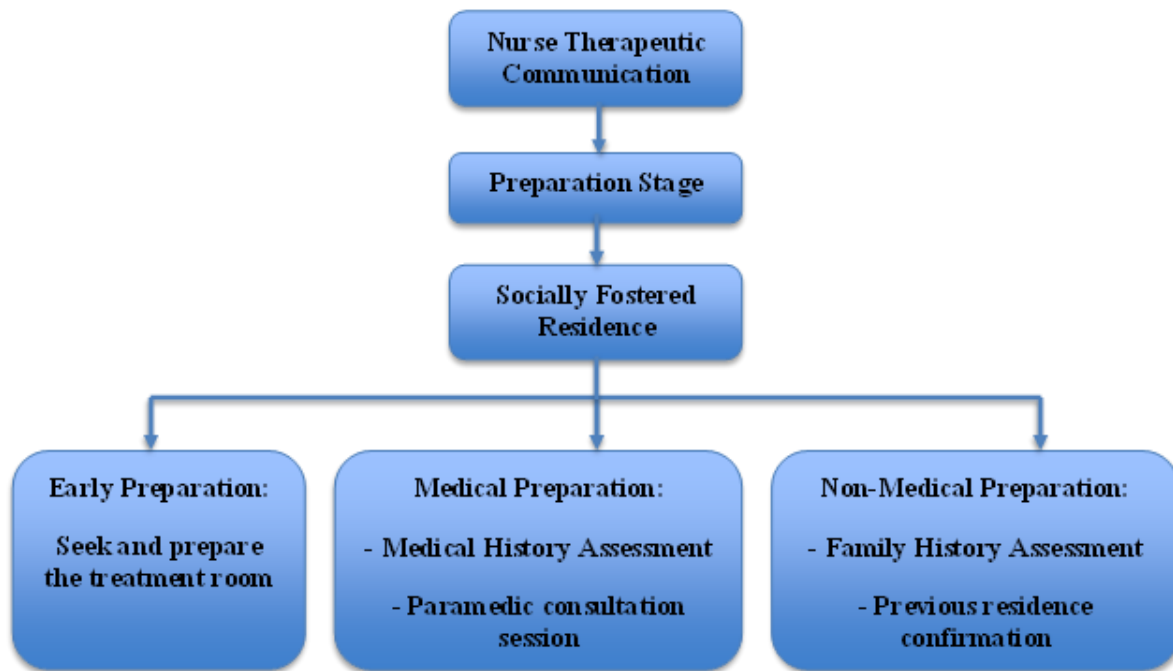 Nurse Therapeutic
Communication
Preparation Stage
Socially Fostered
Residence
Early Preparation:
Seek and prepare
the treatment room
Medical Preparation:
- Medical History Assessment
- Paramedic consultation
session
Non-Medical Preparation:
- Family History Assessment
- Previous residence
confirmation